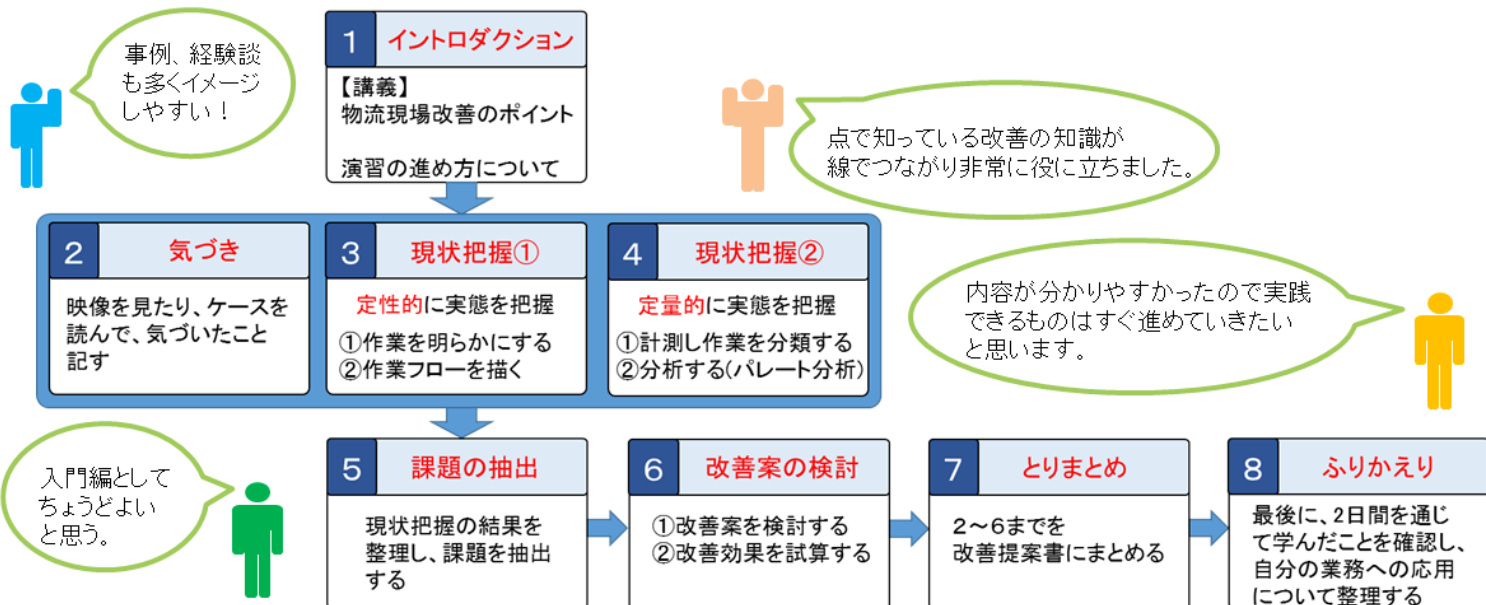 事例、経験談
も多くイメージ
しやすい！
1 イントロダクション
【講義】
物流現場改善のポイント
演習の進め方について
点で知っている改善の知識が
線でつながり非常に役に立ちました。
2 気づき
映像を見たり、ケースを
読んで、気づいたこと
記す
3 現状把握①
定性的に実態を把握
①作業を明らかにする
②作業フローを描く
4 現状把握②
定量的に実態を把握
①計測し作業を分類する
②分析する(パレート分析)
内容が分かりやすかったので実践
できるものはすぐ進めていきたい
と思います。
入門編として
ちょうどよい
と思う。
5 課題の抽出
現状把握の結果を
整理し、課題を抽出
する
6 改善案の検討
①改善案を検討する
②改善効果を試算する
7 とりまとめ
２～６までを
改善提案書にまとめる
8 ふりかえり
最後に、2日間を通じ
て学んだことを確認し、
自分の業務への応用
について整理する